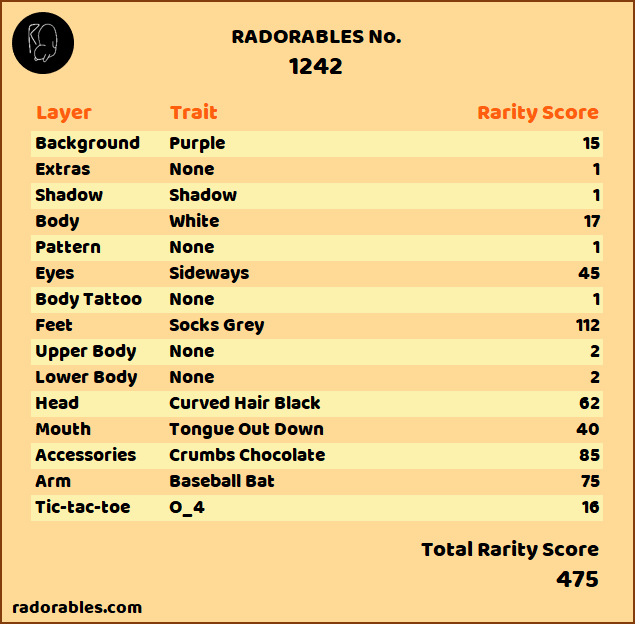 RADORABLES No.
1242
Layer Trait Rarity Score
Background Purple 15
Extras None 1
Shadow Shadow 1
Body White 17
Pattern None 1
Eyes Sideways 45
Body Tattoo None 1
Feet Socks Grey 112
Upper Body None 2
Lower Body None 2
Head Curved Hair Black 62
Mouth Tongue Out Down 40
Accessories Crumbs Chocolate 85
Arm Baseball Bat 75
Tic-tac-toe O_4 16
Total Rarity Score
475
radorables.com